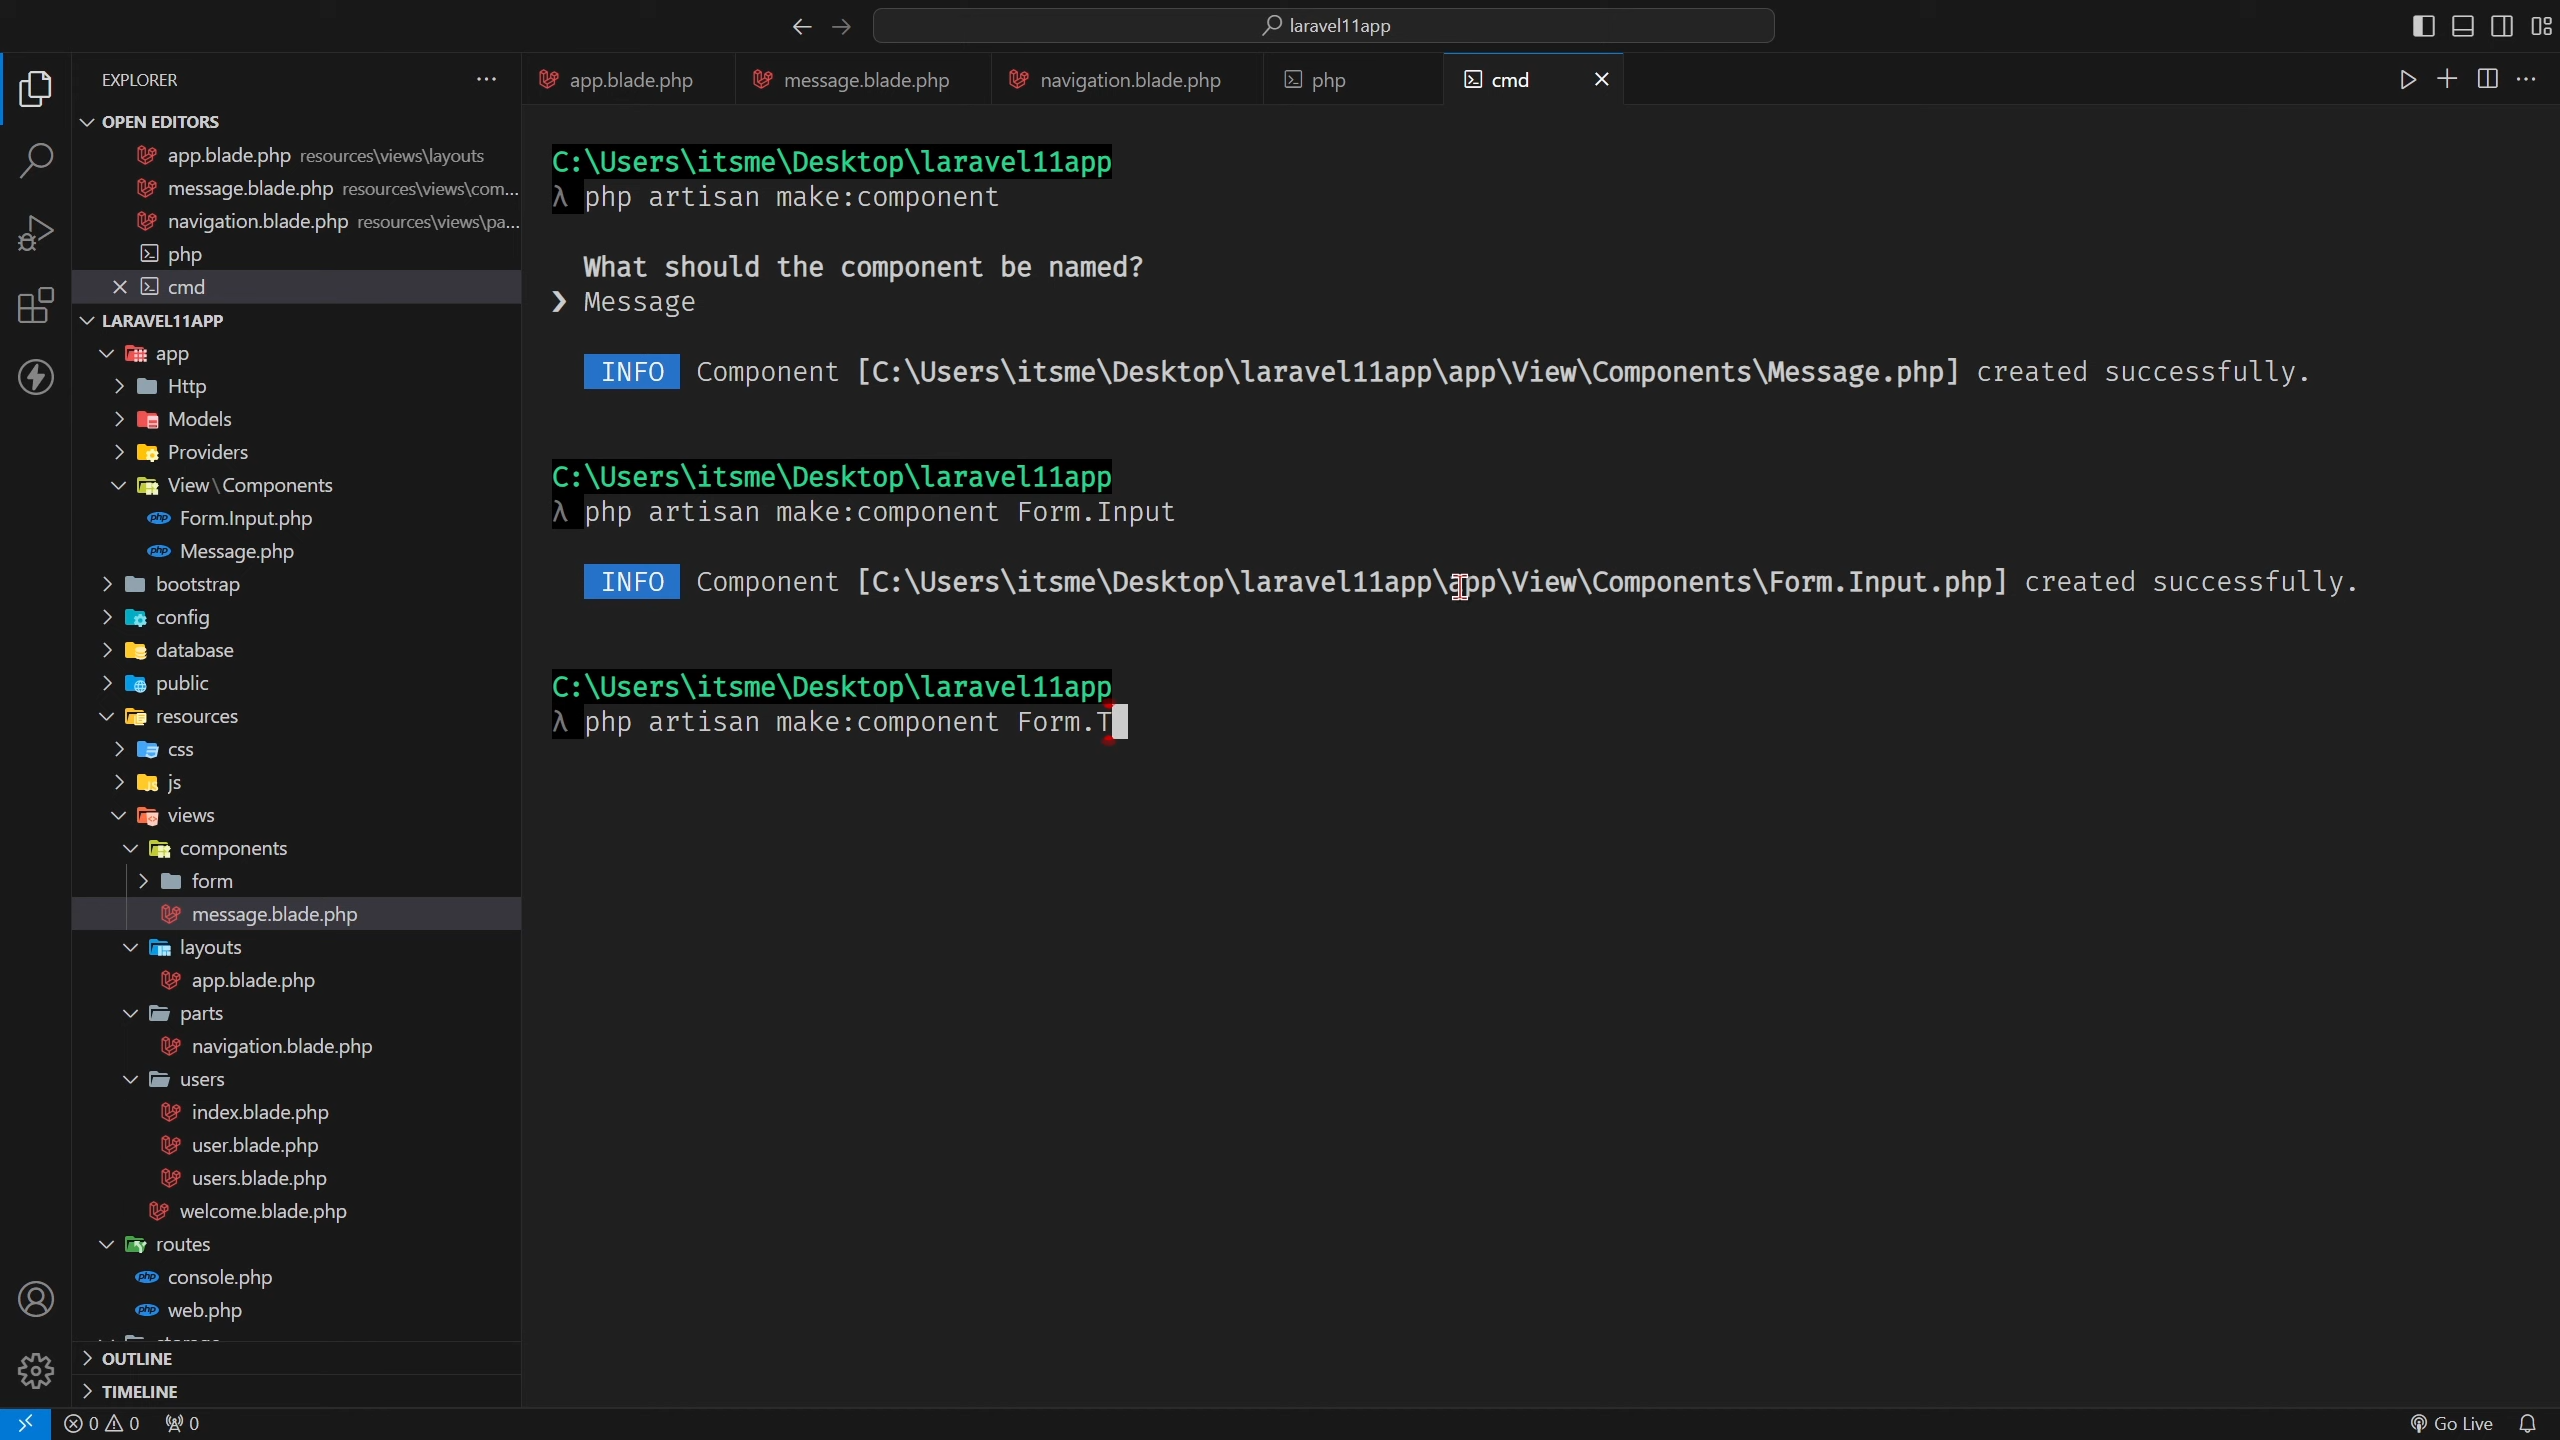 laravel11app
EXPLORER
app.blade.php
message.blade.php
navigation.blade.php
php
cmd
OPEN EDITORS
app.blade.php resources\views\layouts
message.blade.php resources\views\com...
navigation.blade.php resources\views\pa...
php
cmd
LARAVEL11APP
app
Http
Models
Providers
View\Components
Form.Input.php
Message.php
bootstrap
config
database
public
resources
css
js
views
components
form
message.blade.php
layouts
app.blade.php
parts
navigation.blade.php
users
index.blade.php
user.blade.php
users.blade.php
welcome.blade.php
routes
console.php
web.php
OUTLINE
TIMELINE
C:\Users\itsme\Desktop\laravel11app
λ php artisan make:component
What should the component be named?
❯ Message
INFO Component [C:\Users\itsme\Desktop\laravel11app\app\View\Components\Message.php] created successfully.
C:\Users\itsme\Desktop\laravel11app
λ php artisan make:component Form.Input
INFO Component [C:\Users\itsme\Desktop\laravel11app\app\View\Components\Form.Input.php] created successfully.
C:\Users\itsme\Desktop\laravel11app
λ php artisan make:component Form.T
0 0 0
Go Live